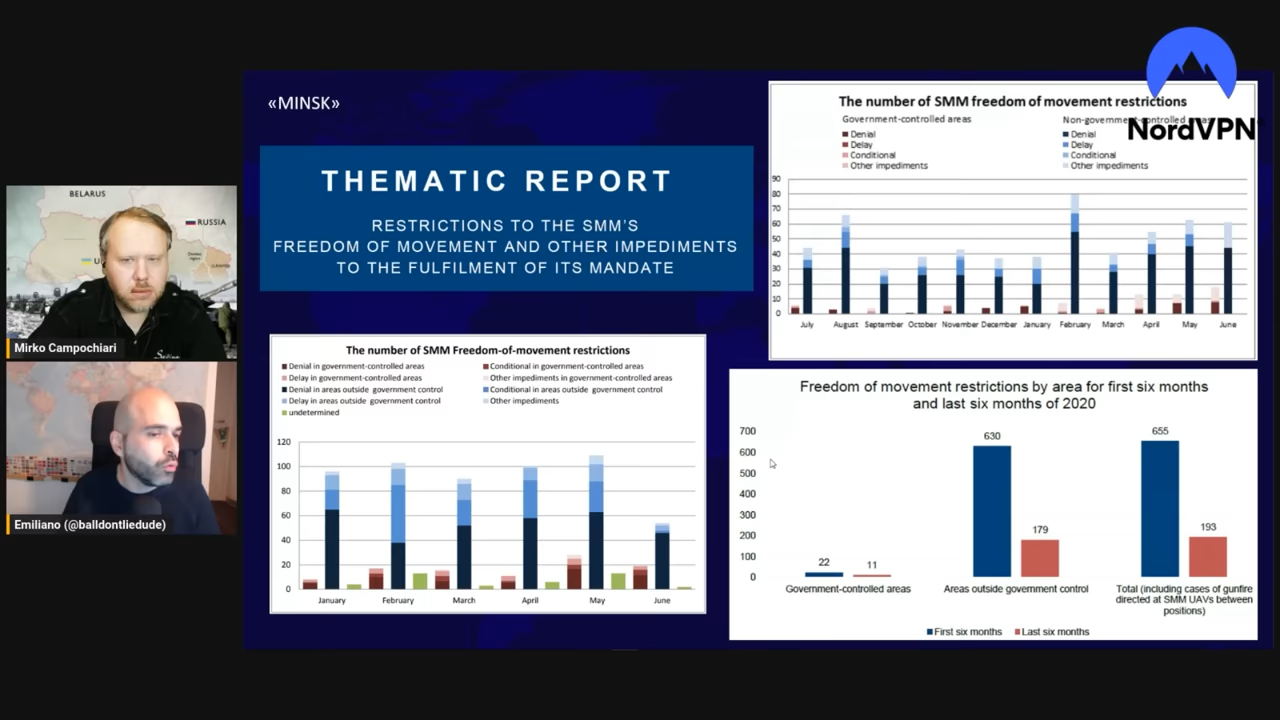 «MINSK»
THEMATIC REPORT
RESTRICTIONS TO THE SMM'S
FREEDOM OF MOVEMENT AND OTHER IMPEDIMENTS
TO THE FULFILMENT OF ITS MANDATE
NordVPN
The number of SMM freedom of movement restrictions
Government-controlled areas
Denial
Delay
Conditional
Other impediments
Non-government-controlled areas
Denial
Delay
Conditional
Other impediments
90
80
70
60
50
40
30
20
10
0
July August September October November December January February March April May June
BELARUS
RUSSIA
Mirko Campochiari
Emiliano (@balldontliedude)
The number of SMM Freedom-of-movement restrictions
Denial in government-controlled areas
Conditional in government-controlled areas
Delay in government-controlled areas
Other impediments in government-controlled areas
Denial in areas outside government control
Conditional in areas outside government control
Delay in areas outside government control
Other impediments
undetermined
120
100
80
60
40
20
0
January February March April May June
Freedom of movement restrictions by area for first six months
and last six months of 2020
700
600
500
400
300
200
100
0
22
11
630
179
655
193
Government-controlled areas
Areas outside government control
Total (including cases of gunfire
directed at SMM UAVs between
positions)
First six months
Last six months